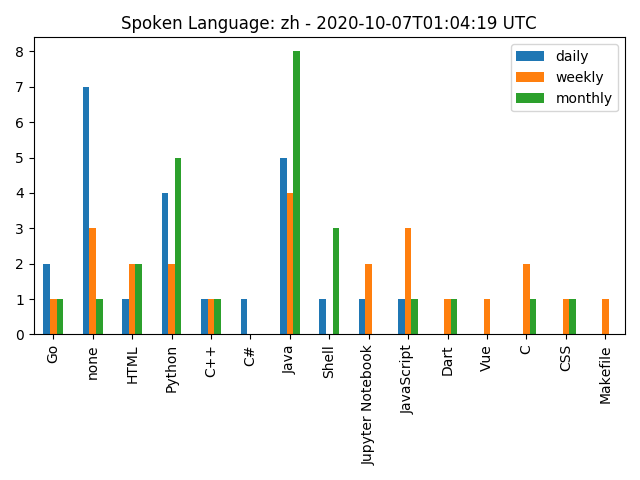 Spoken Language: zh - 2020-10-07T01:04:19 UTC
daily
weekly
monthly
8
7
6
5
4
3
2
1
0
Go
none
HTML
Python
C++
C#
Java
Shell
Jupyter Notebook
JavaScript
Dart
Vue
C
CSS
Makefile